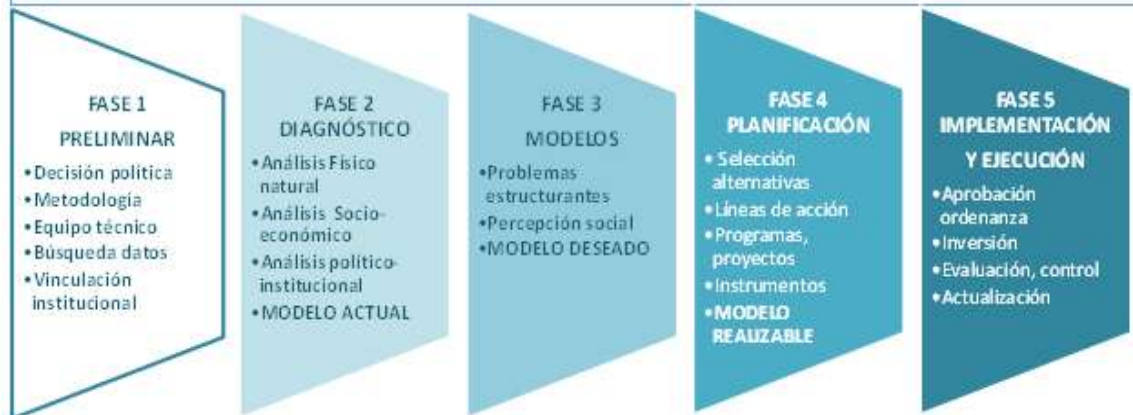 FASE 1
PRELIMINAR
•Decisión política
•Metodología
•Equipo técnico
•Búsqueda datos
•Vinculación
institucional
FASE 2
DIAGNÓSTICO
•Análisis Físico
natural
•Análisis Socio-
económico
•Análisis político-
institucional
•MODELO ACTUAL
FASE 3
MODELOS
•Problemas
estructurantes
•Percepción social
•MODELO DESEADO
FASE 4
PLANIFICACIÓN
•Selección
alternativas
•Líneas de acción
•Programas,
proyectos
•Instrumentos
•MODELO
REALIZABLE
FASE 5
IMPLEMENTACIÓN
Y EJECUCIÓN
•Aprobación
ordenanza
•Inversión
•Evaluación, control
•Actualización